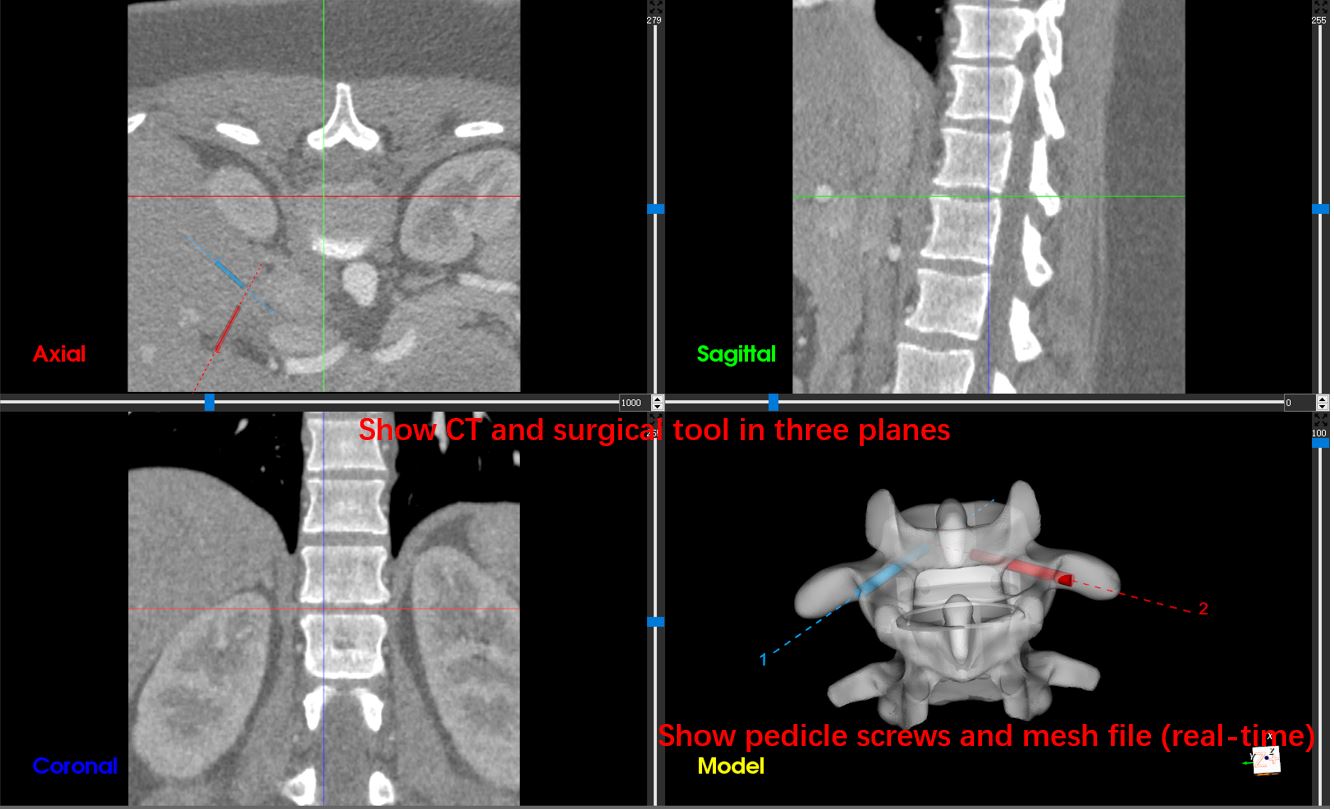 279
255
Axial
Sagittal
1000
0
Show CT and surgical tool in three planes
100
2
1
Show pedicle screws and mesh file (real-time)
X
Z
Coronal
Model